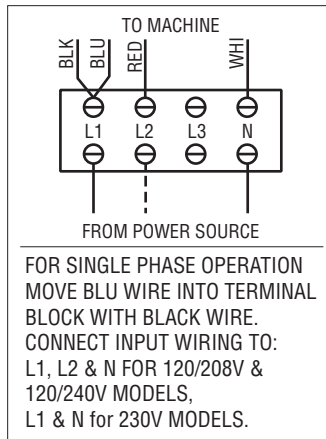 TO MACHINE
BLK BLU RED WHI
L1 L2 L3 N
FROM POWER SOURCE
FOR SINGLE PHASE OPERATION
MOVE BLU WIRE INTO TERMINAL
BLOCK WITH BLACK WIRE.
CONNECT INPUT WIRING TO:
L1, L2 & N FOR 120/208V &
120/240V MODELS,
L1 & N for 230V MODELS.